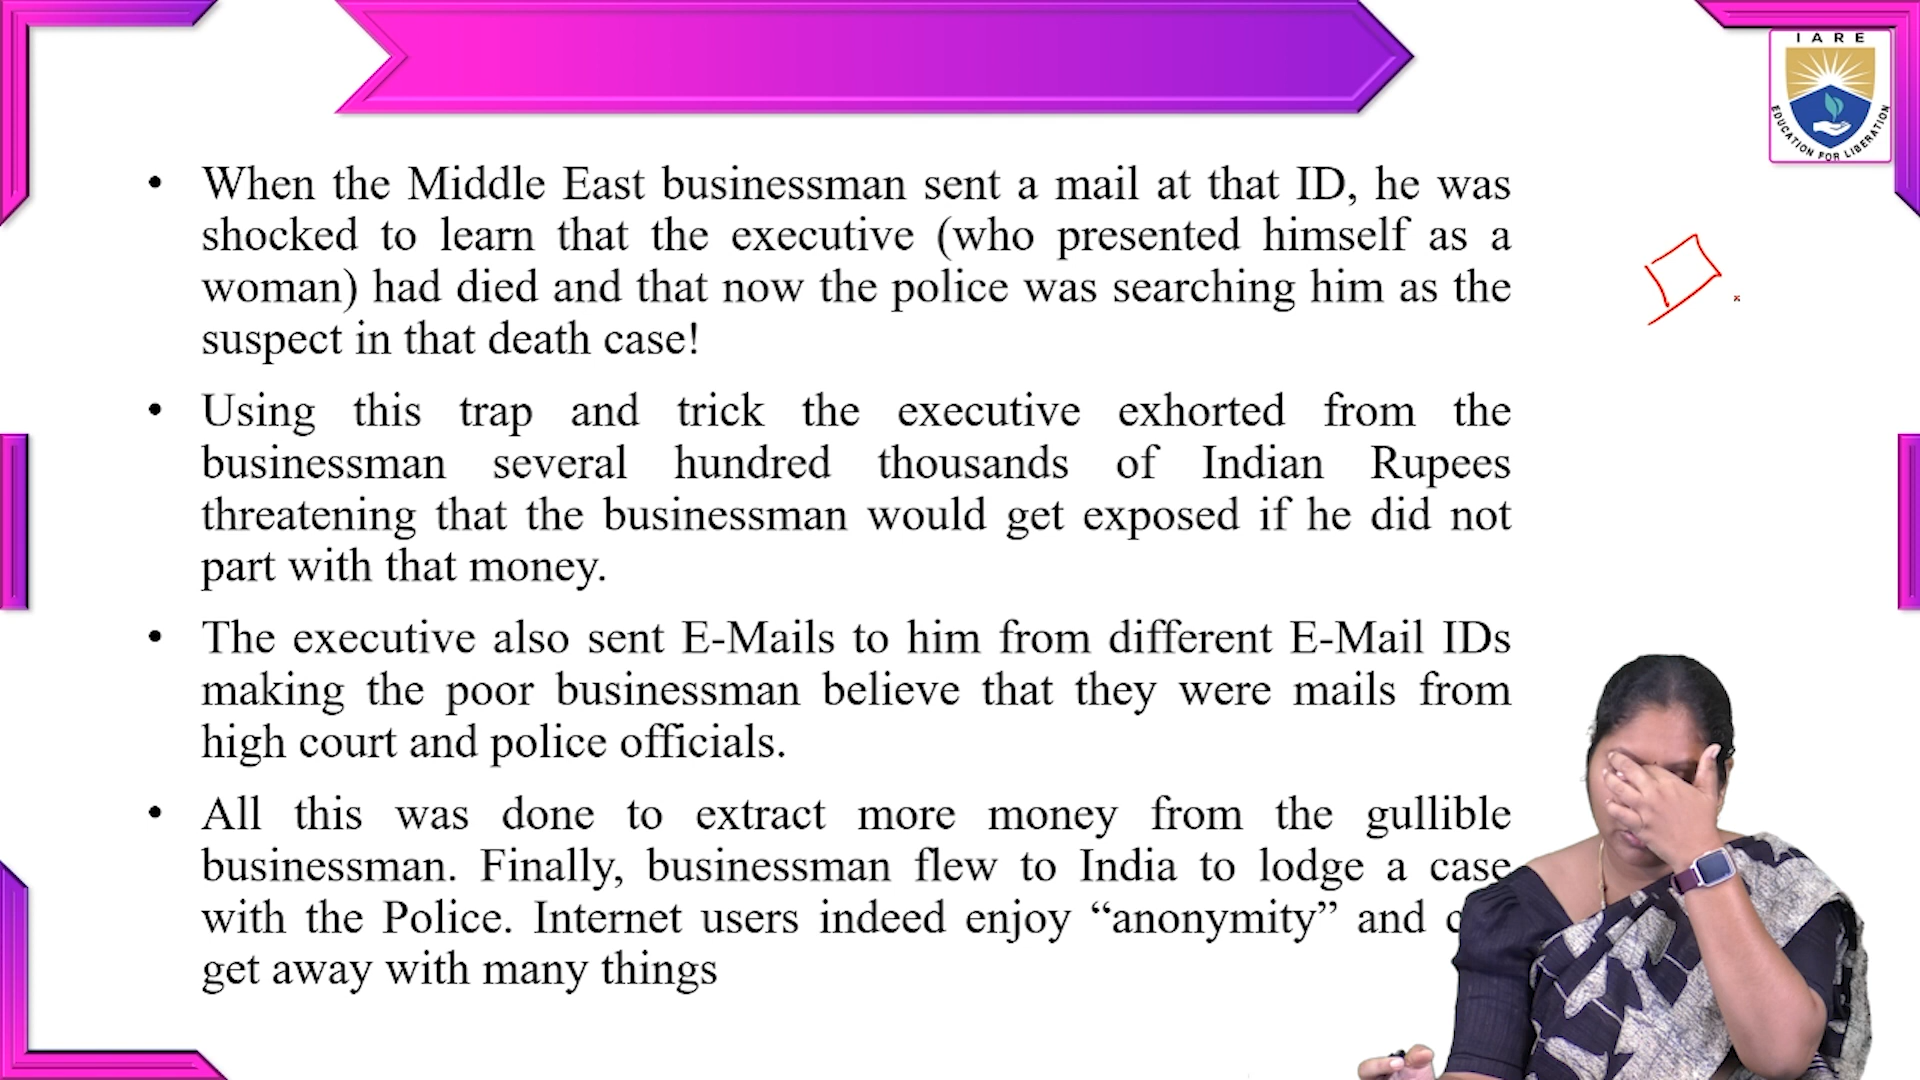 IARE
EDUCATION FOR LIBERATION
• When the Middle East businessman sent a mail at that ID, he was
shocked to learn that the executive (who presented himself as a
woman) had died and that now the police was searching him as the
suspect in that death case!
• Using this trap and trick the executive exhorted from the
businessman several hundred thousands of Indian Rupees
threatening that the businessman would get exposed if he did not
part with that money.
• The executive also sent E-Mails to him from different E-Mail IDs
making the poor businessman believe that they were mails from
high court and police officials.
• All this was done to extract more money from the gullible
businessman. Finally, businessman flew to India to lodge a case
with the Police. Internet users indeed enjoy “anonymity” and
get away with many things